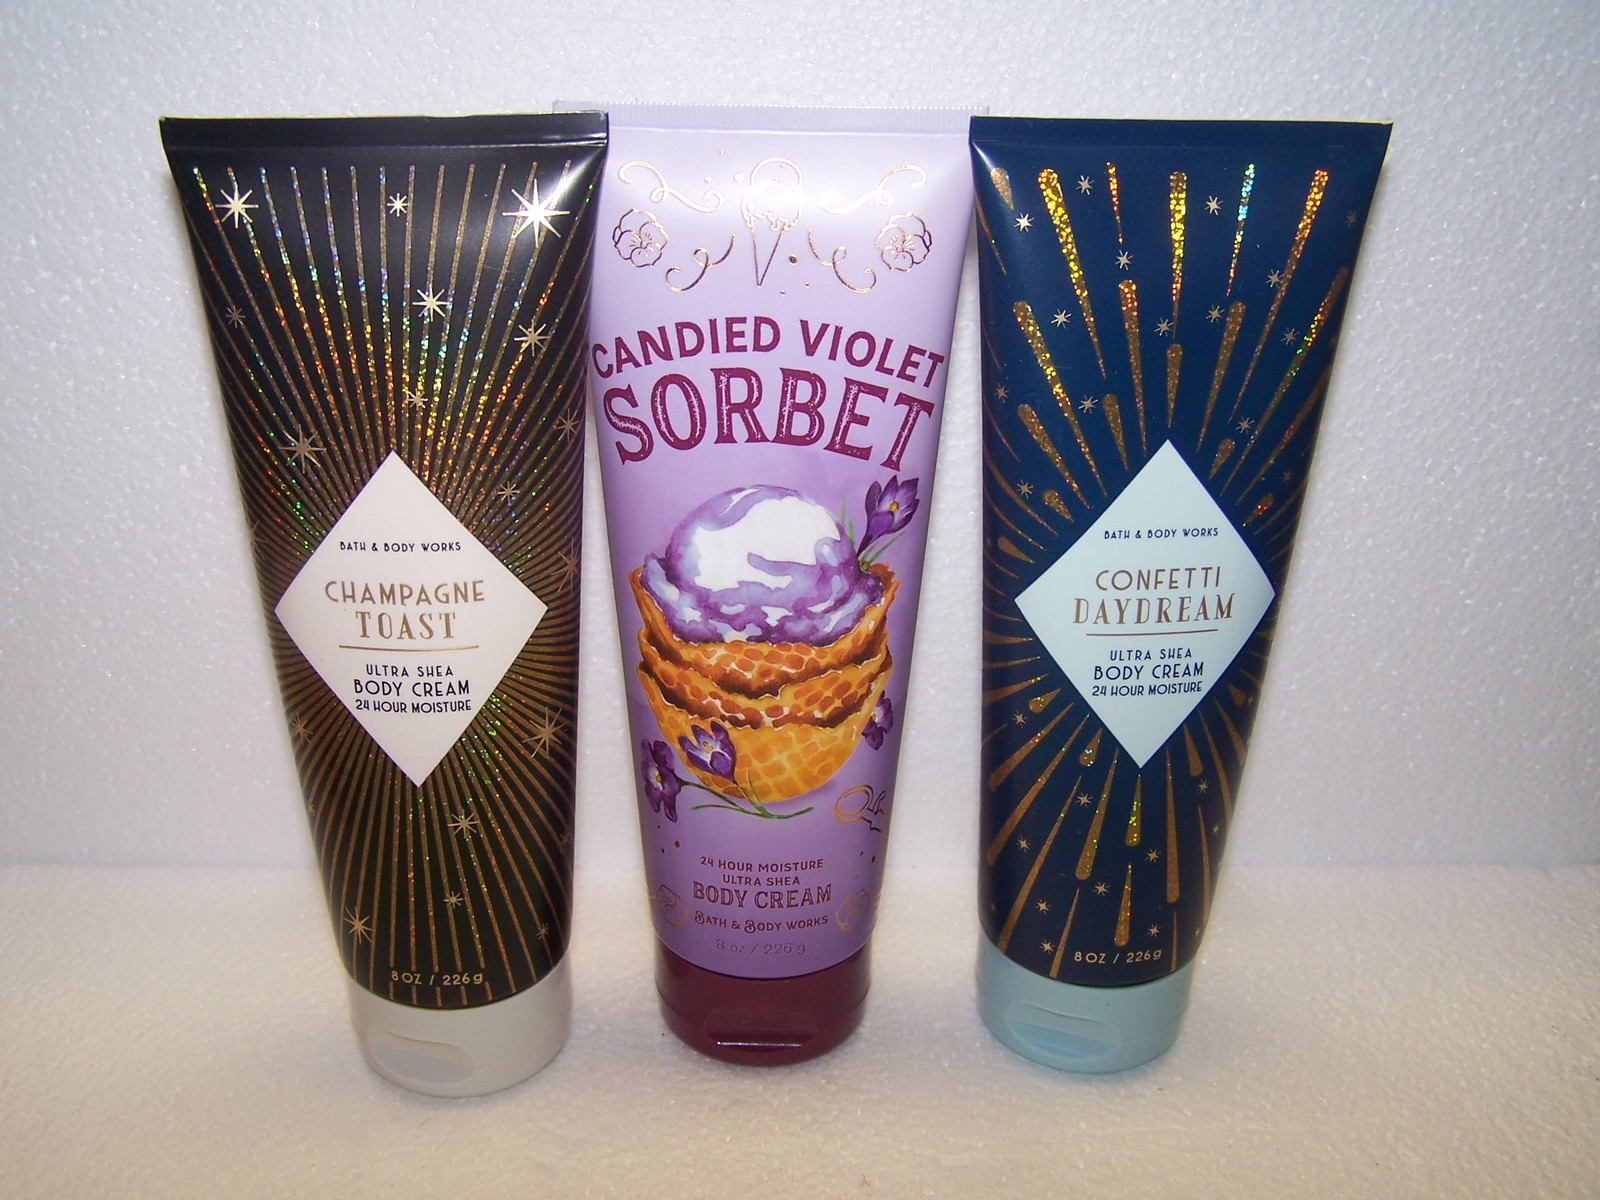 BATH & BODY WORKS
CHAMPAGNE
TOAST
ULTRA SHEA
BODY CREAM
24 HOUR MOISTURE
8 OZ / 226g
CANDIED VIOLET
SORBET
24 HOUR MOISTURE
ULTRA SHEA
BODY CREAM
BATH & BODY WORKS
8 oz / 226 g
BATH & BODY WORKS
CONFETTI
DAYDREAM
ULTRA SHEA
BODY CREAM
24 HOUR MOISTURE
8 OZ / 226g